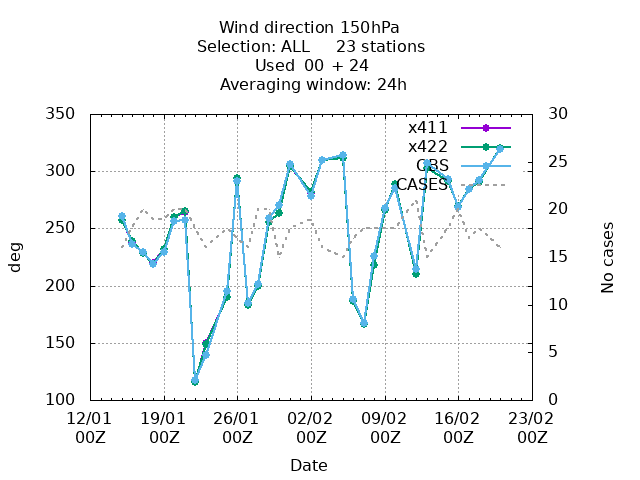 Wind direction 150hPa
Selection: ALL 23 stations
Used 00 + 24
Averaging window: 24h
350 30
x411
x422
OBS
CASES
300 25
250 20
15
200
10
150
5
100 0
deg
No cases
12/01 19/01 26/01 02/02 09/02 16/02 23/02
00Z 00Z 00Z 00Z 00Z 00Z 00Z
Date